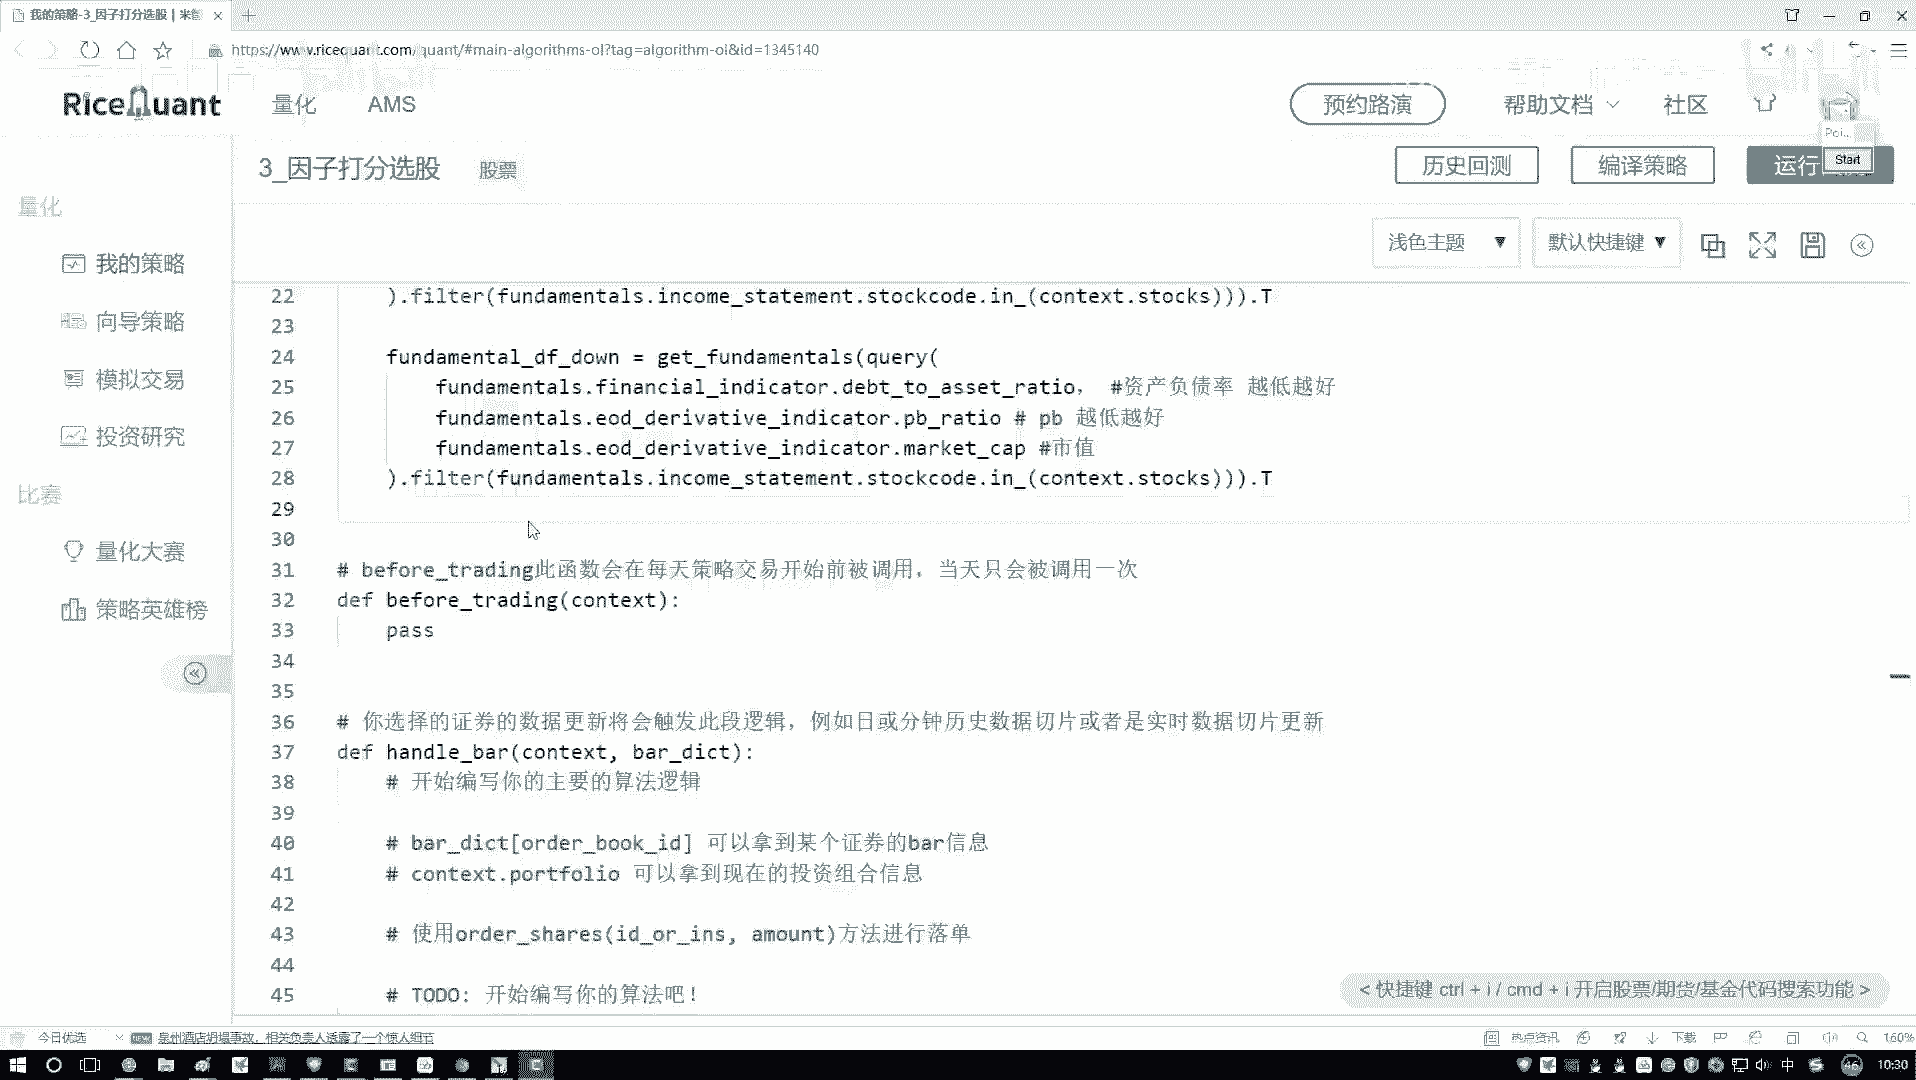 我的策略-3_因子打分选股 | 米筐
https://www.ricequant.com/quant/#main-algorithms-ol?tag=algorithm-ol&id=1345140
RiceQuant
量化
AMS
预约路演
帮助文档
社区
Poi...
Start
3_因子打分选股
股票
历史回测
编译策略
运行
量化
我的策略
向导策略
模拟交易
投资研究
比赛
量化大赛
策略英雄榜
浅色主题
默认快捷键
22 ).filter(fundamentals.income_statement.stockcode.in_(context.stocks))).T
23
24 fundamental_df_down = get_fundamentals(query(
25 fundamentals.financial_indicator.debt_to_asset_ratio， #资产负债率 越低越好
26 fundamentals.eod_derivative_indicator.pb_ratio # pb 越低越好
27 fundamentals.eod_derivative_indicator.market_cap #市值
28 ).filter(fundamentals.income_statement.stockcode.in_(context.stocks))).T
29
30
31 # before_trading此函数会在每天策略交易开始前被调用，当天只会被调用一次
32 def before_trading(context):
33 pass
34
35
36 # 你选择的证券的数据更新将会触发此段逻辑，例如日或分钟历史数据切片或者是实时数据切片更新
37 def handle_bar(context, bar_dict):
38 # 开始编写你的主要的算法逻辑
39
40 # bar_dict[order_book_id] 可以拿到某个证券的bar信息
41 # context.portfolio 可以拿到现在的投资组合信息
42
43 # 使用order_shares(id_or_ins, amount)方法进行落单
44
45 # TODO: 开始编写你的算法吧！
< 快捷键 ctrl + i / cmd + i 开启股票/期货/基金代码搜索功能 >
今日优选
泉州酒店坍塌事故，相关负责人透露了一个惊人细节
热点资讯
下载
160%
中
46
10:30